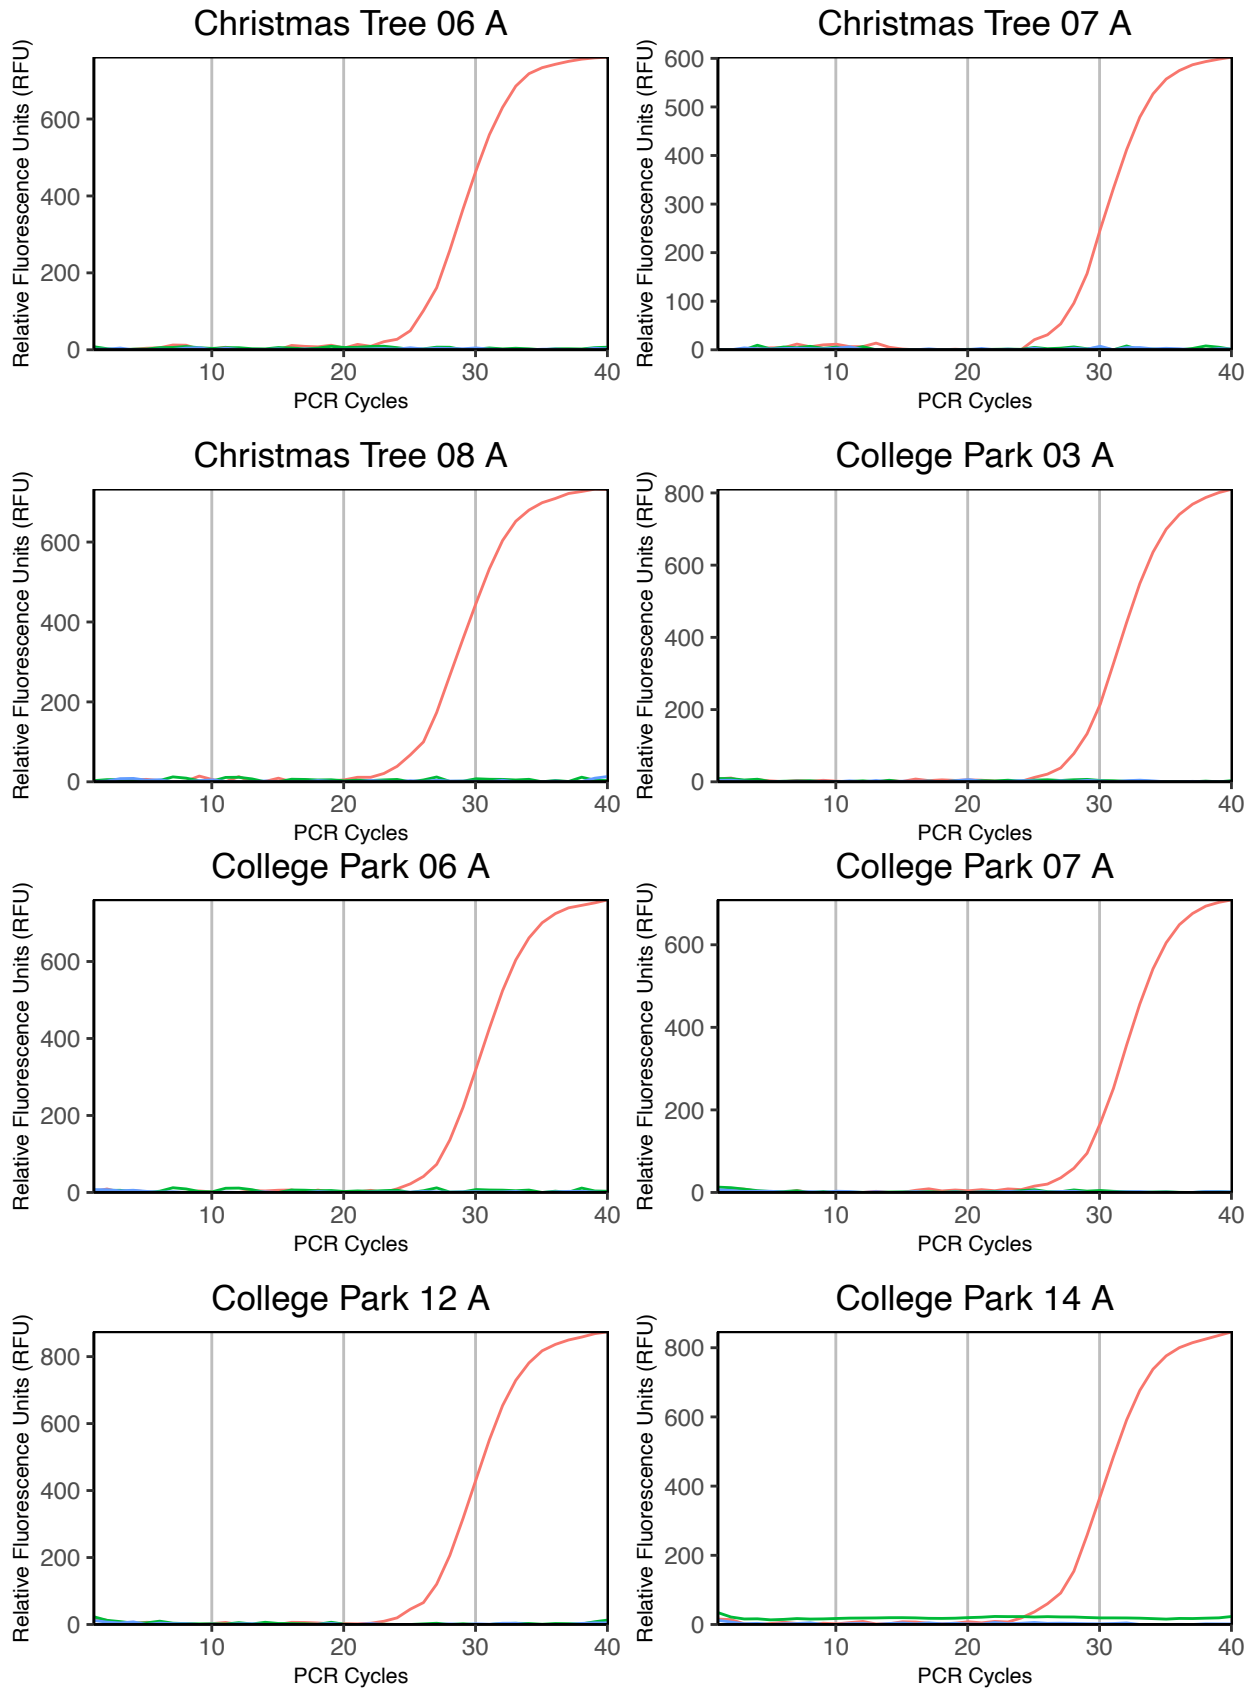 Christmas Tree 06 A
Relative Fluorescence Units (RFU)
600
400
200
0
10 20 30 40
PCR Cycles
Christmas Tree 07 A
Relative Fluorescence Units (RFU)
600
500
400
300
200
100
0
10 20 30 40
PCR Cycles
Christmas Tree 08 A
Relative Fluorescence Units (RFU)
600
400
200
0
10 20 30 40
PCR Cycles
College Park 03 A
Relative Fluorescence Units (RFU)
800
600
400
200
0
10 20 30 40
PCR Cycles
College Park 06 A
Relative Fluorescence Units (RFU)
600
400
200
0
10 20 30 40
PCR Cycles
College Park 07 A
Relative Fluorescence Units (RFU)
600
400
200
0
10 20 30 40
PCR Cycles
College Park 12 A
Relative Fluorescence Units (RFU)
800
600
400
200
0
10 20 30 40
PCR Cycles
College Park 14 A
Relative Fluorescence Units (RFU)
800
600
400
200
0
10 20 30 40
PCR Cycles